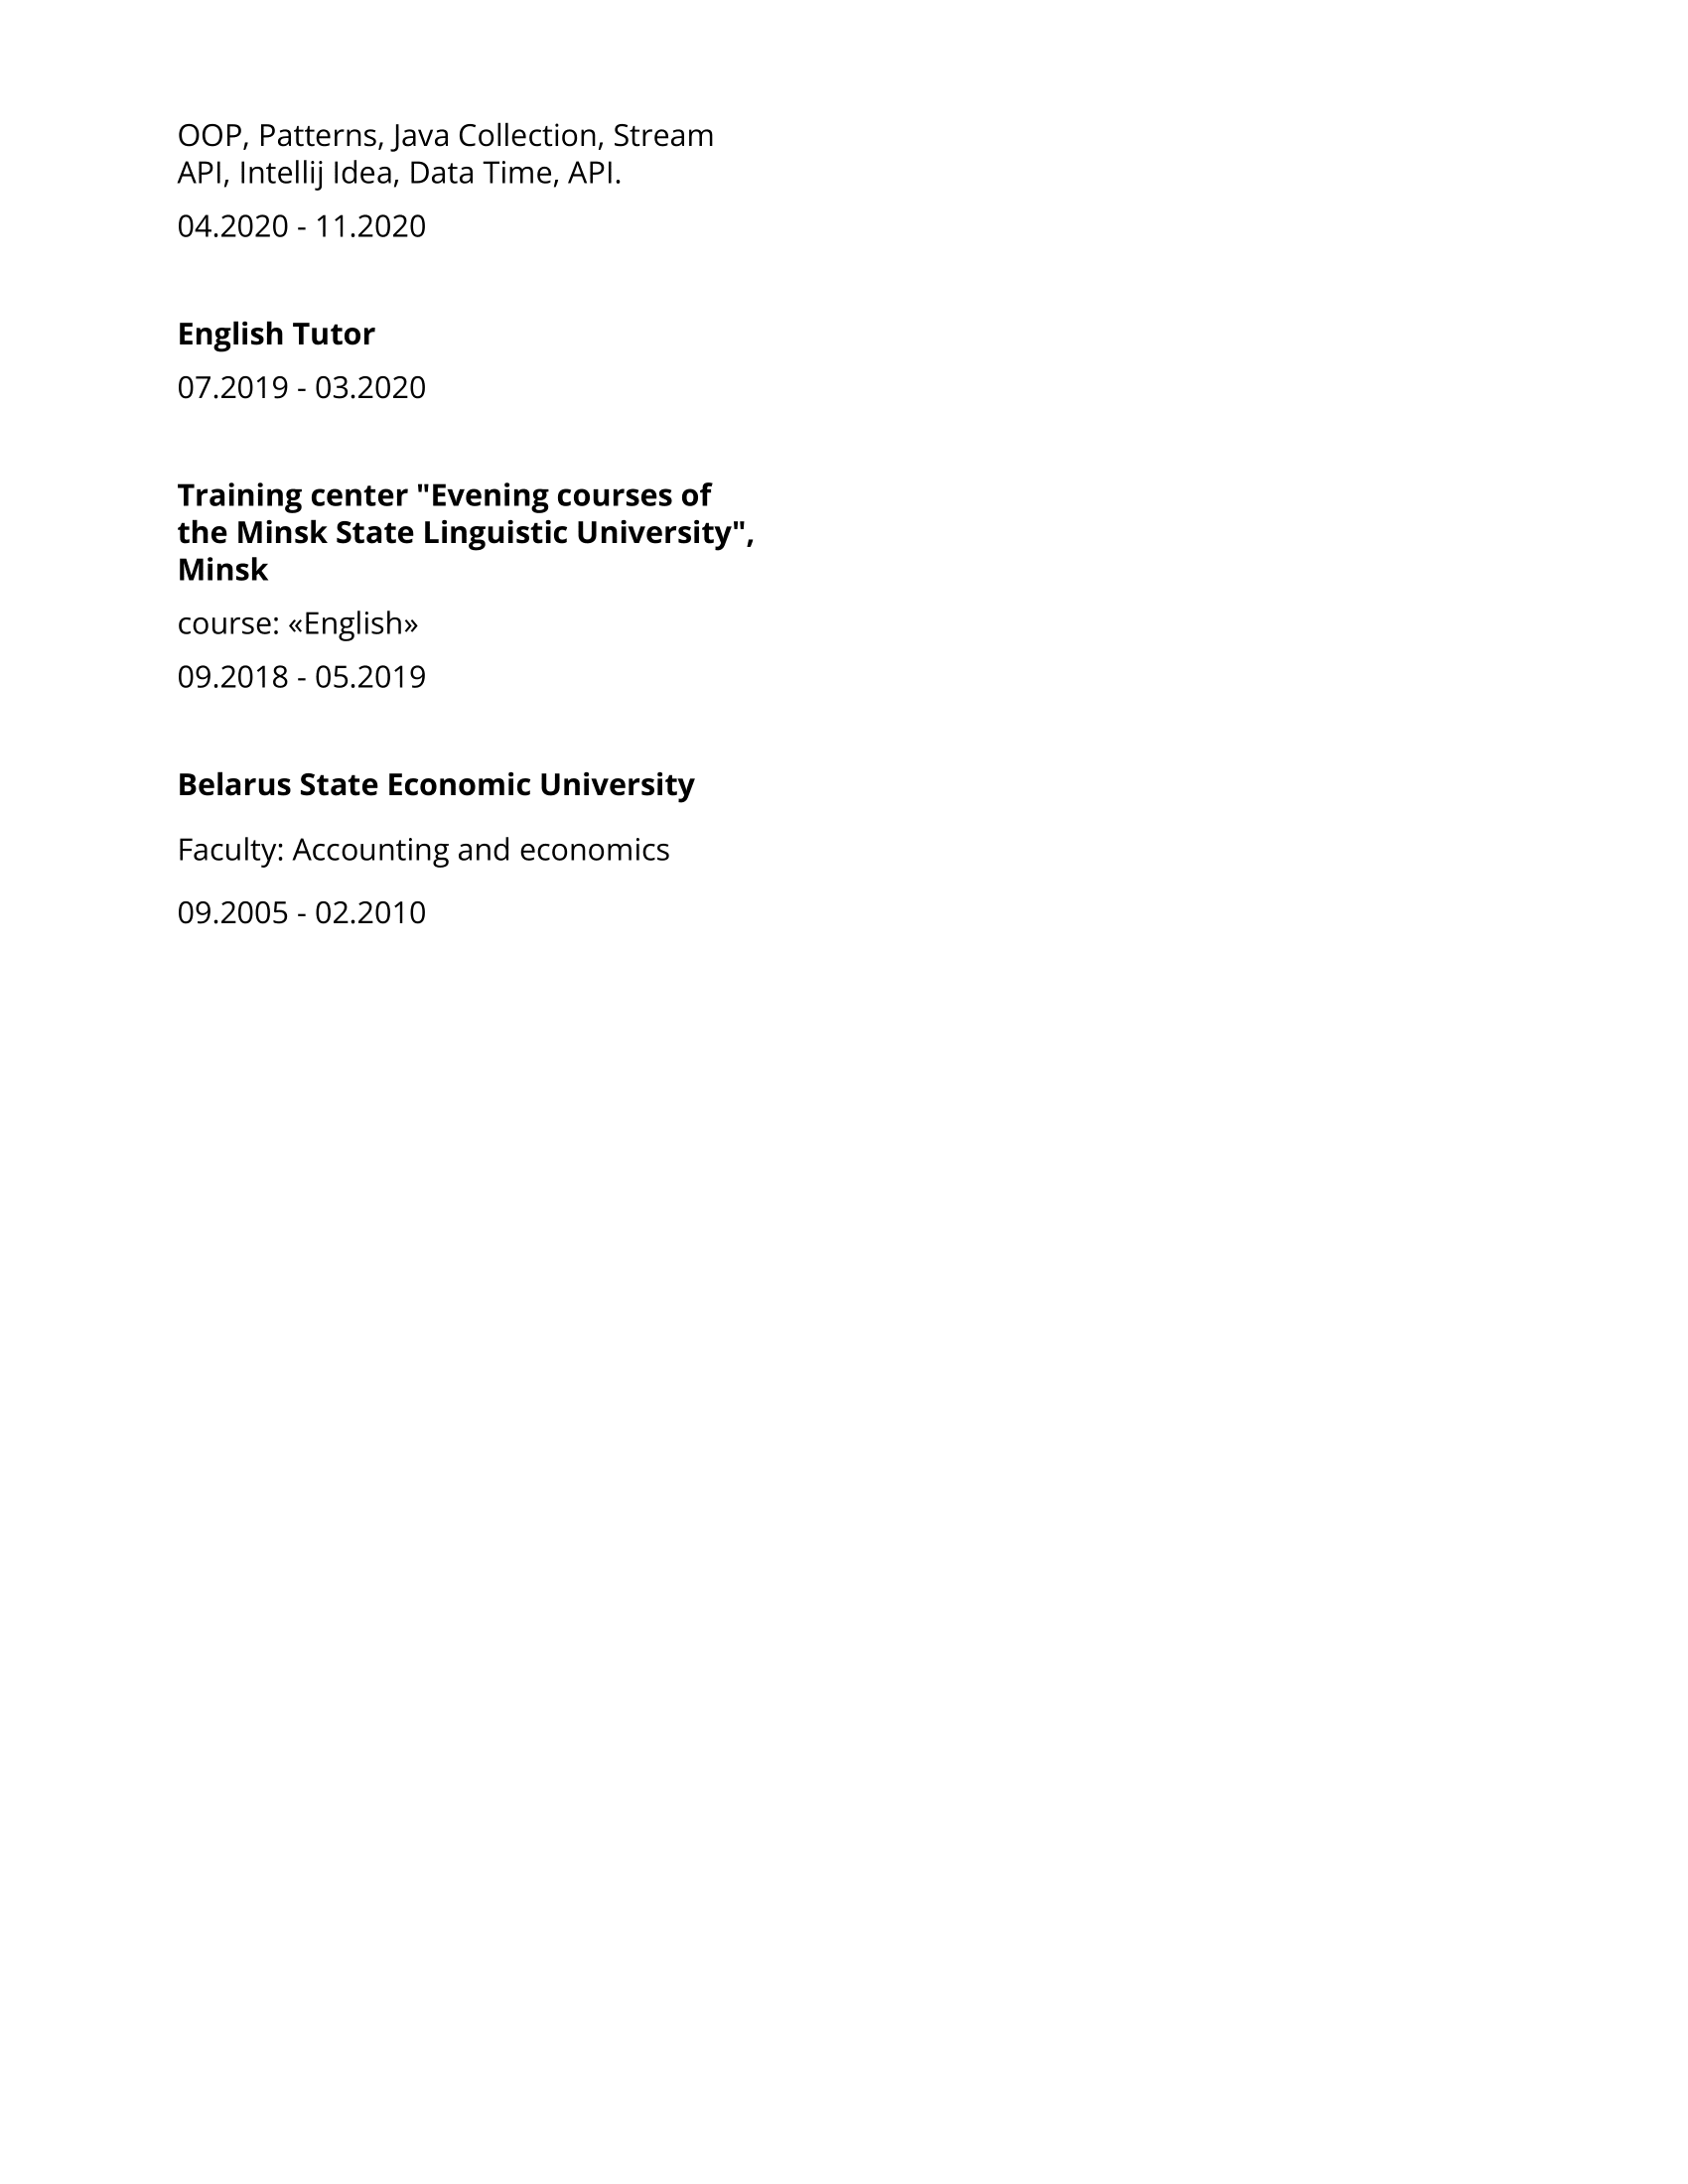 OOP, Patterns, Java Collection, Stream
API, Intellij Idea, Data Time, API.
04.2020 - 11.2020
English Tutor
07.2019 - 03.2020
Training center "Evening courses of
the Minsk State Linguistic University",
Minsk
course: «English»
09.2018 - 05.2019
Belarus State Economic University
Faculty: Accounting and economics
09.2005 - 02.2010